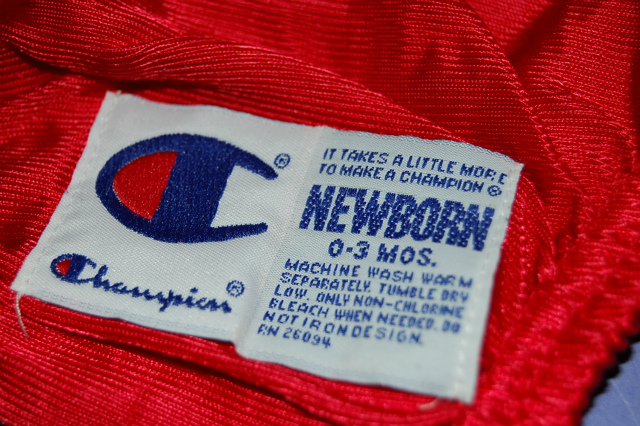 C®
Champion®
IT TAKES A LITTLE MORE
TO MAKE A CHAMPION®
NEWBORN
0-3 MOS.
MACHINE WASH WARM
SEPARATELY. TUMBLE DRY
LOW. ONLY NON-CHLORINE
BLEACH WHEN NEEDED. DO
NOT IRON DESIGN.
RN 26094